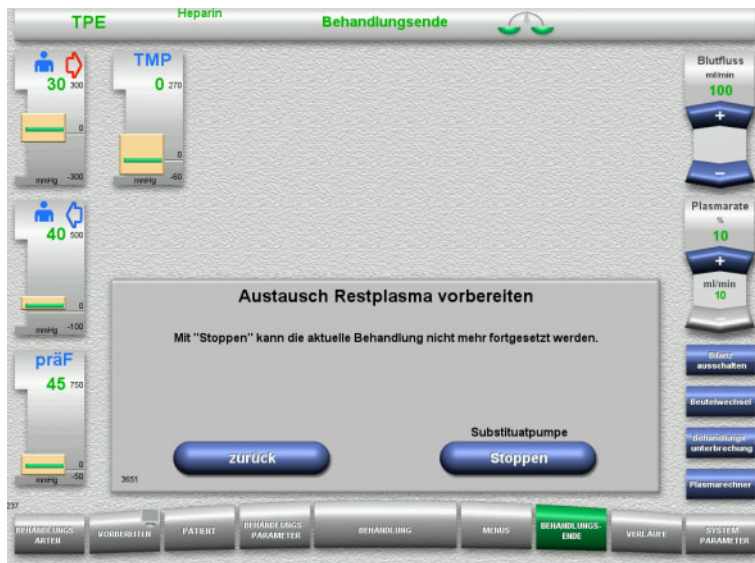 TPE
Heparin
Behandlungsende
30 300
0
mmHg -300
TMP
0 270
0
mmHg -60
40 500
0
mmHg -100
präF
45 750
0
mmHg -50
Blutfluss
ml/min
100
+
−
Plasmarate
%
10
+
ml/min
10
−
Austausch Restplasma vorbereiten
Mit "Stoppen" kann die aktuelle Behandlung nicht mehr fortgesetzt werden.
Substituatpumpe
zurück
Stoppen
3651
Bilanz
ausschalten
Beutelwechsel
Behandlungs-
unterbrechung
Plasmarechner
237
BEHANDLUNGS-
ARTEN
VORBEREITEN
PATIENT
BEHANDLUNGS-
PARAMETER
BEHANDLUNG
MENUS
BEHANDLUNGS-
ENDE
VERLÄUFE
SYSTEM
PARAMETER